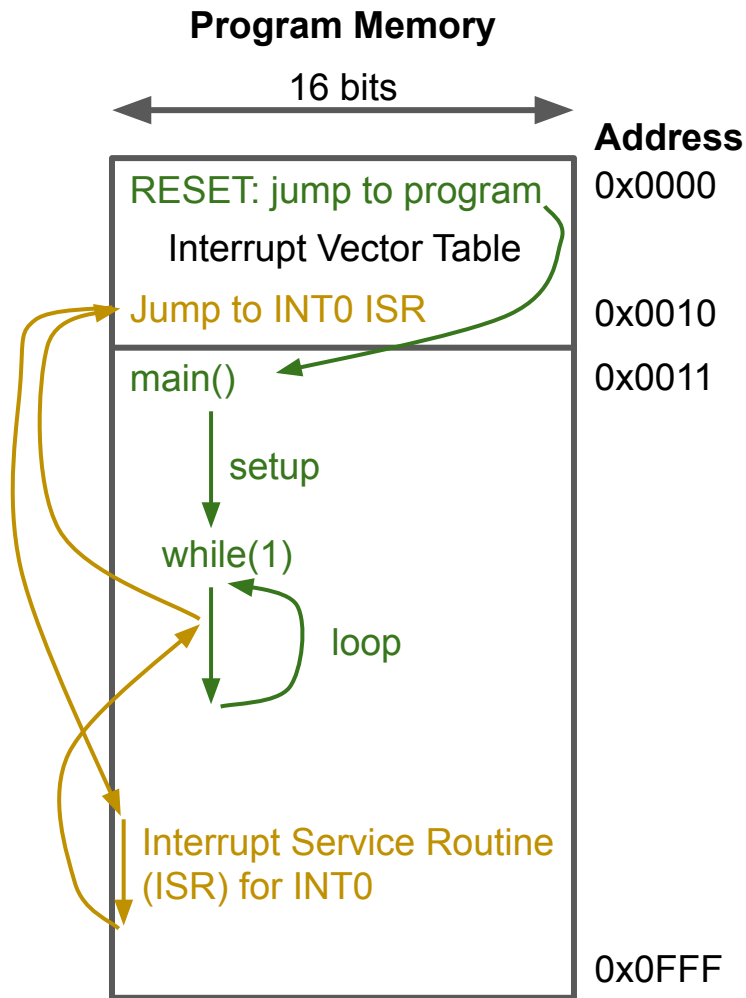 Program Memory
16 bits
Address
RESET: jump to program
0x0000
Interrupt Vector Table
Jump to INT0 ISR
0x0010
main()
0x0011
setup
while(1)
loop
Interrupt Service Routine
(ISR) for INT0
0x0FFF